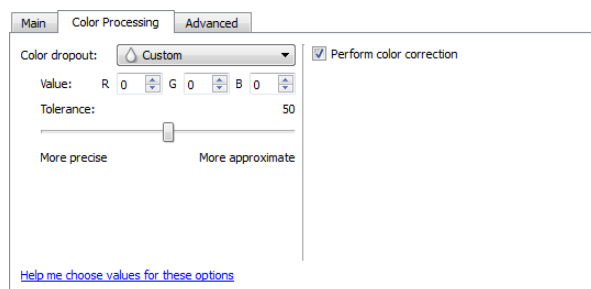 Main Color Processing Advanced
Color dropout: Custom
Value: R 0 G 0 B 0
Tolerance: 50
More precise More approximate
Perform color correction
Help me choose values for these options